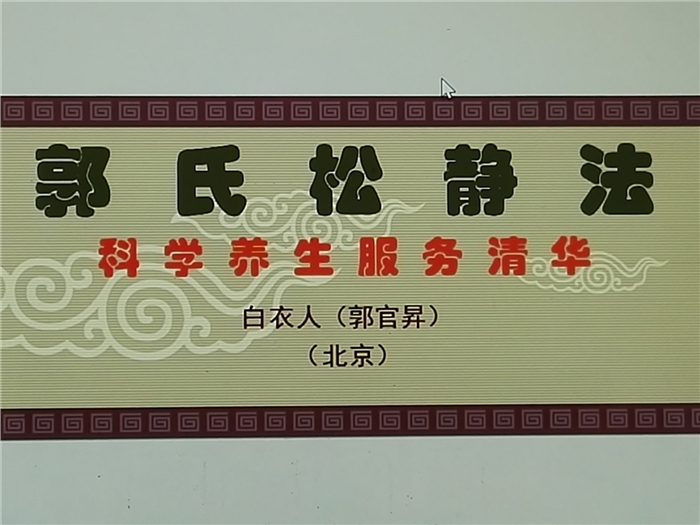 郭氏松静法
科学养生服务清华
白衣人（郭官昇）
（北京）